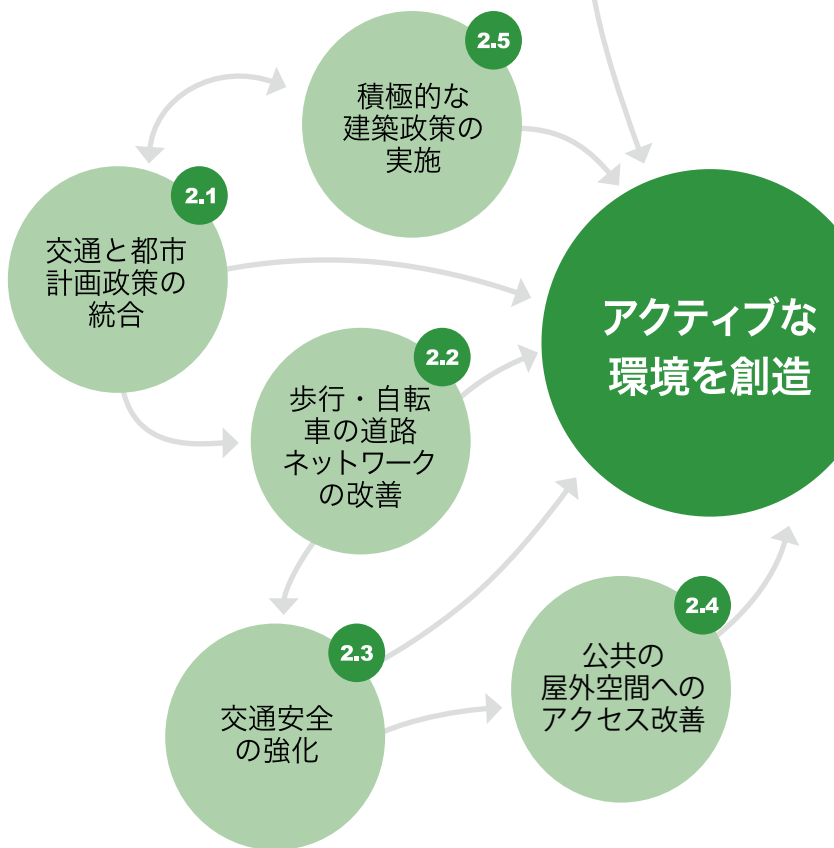 2.5
積極的な
建築政策の
実施
2.1
交通と都市
計画政策の
統合
アクティブな
環境を創造
2.2
歩行・自転
車の道路
ネットワーク
の改善
2.3
交通安全
の強化
2.4
公共の
屋外空間への
アクセス改善